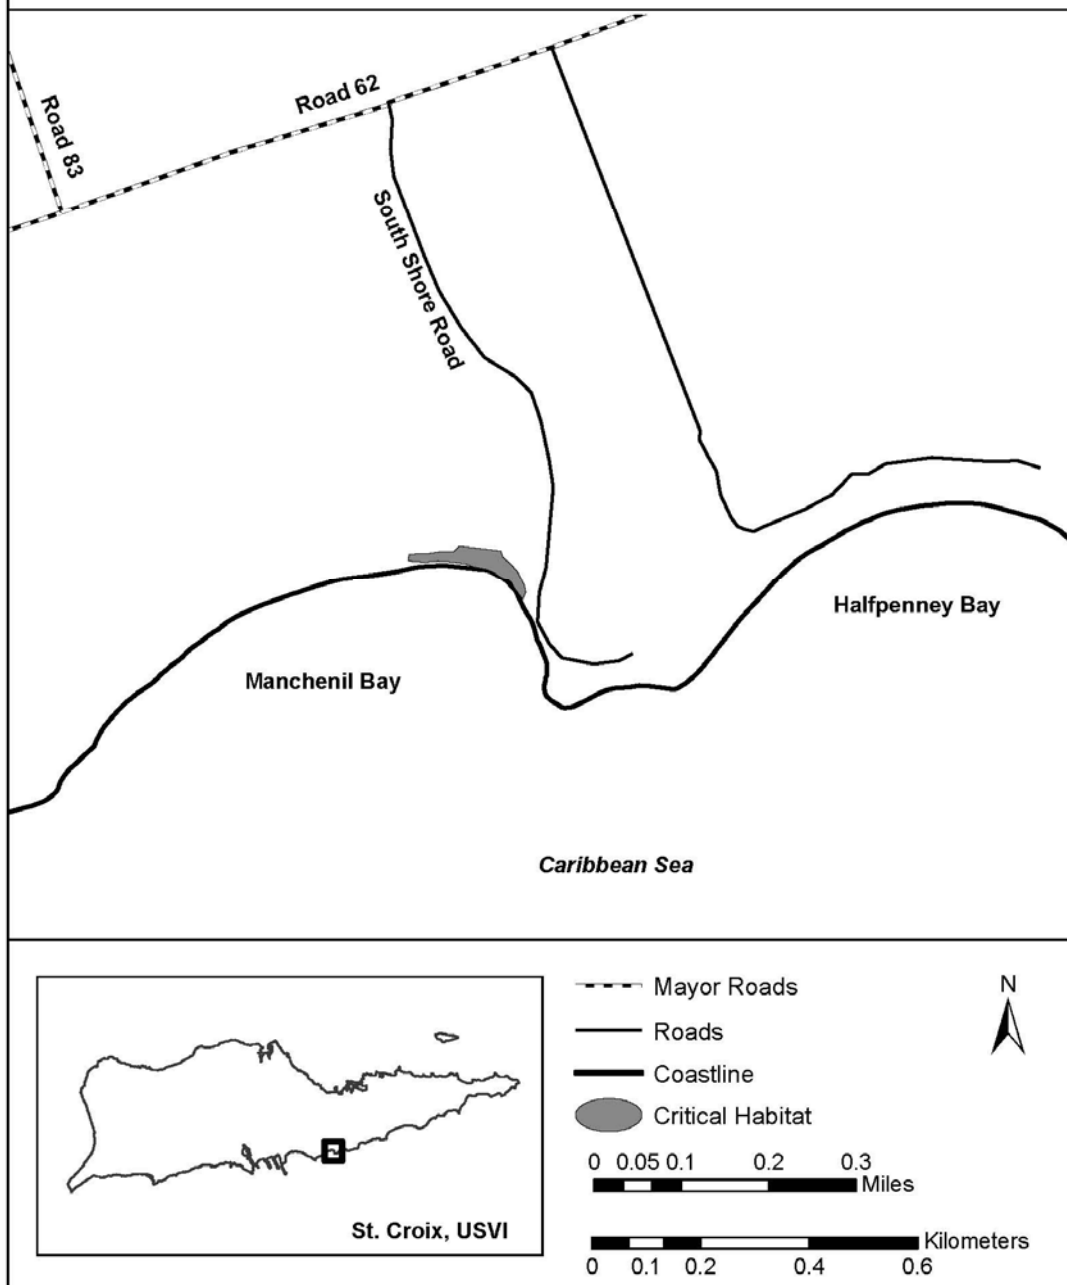 Road 62
Road 83
South Shore Road
Halfpenney Bay
Manchenil Bay
Caribbean Sea
St. Croix, USVI
Mayor Roads
Roads
Coastline
Critical Habitat
N
0 0.05 0.1 0.2 0.3
Miles
Kilometers
0 0.1 0.2 0.4 0.6